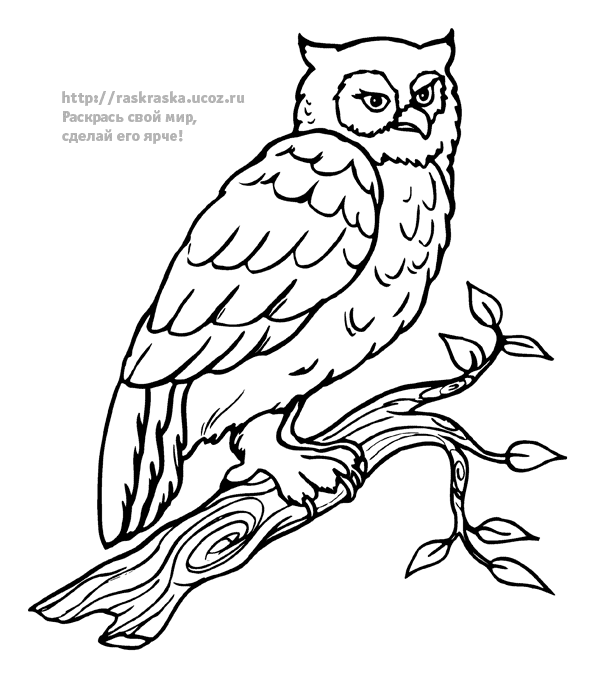 http://raskraska.ucoz.ru
Раскрась свой мир,
сделай его ярче!